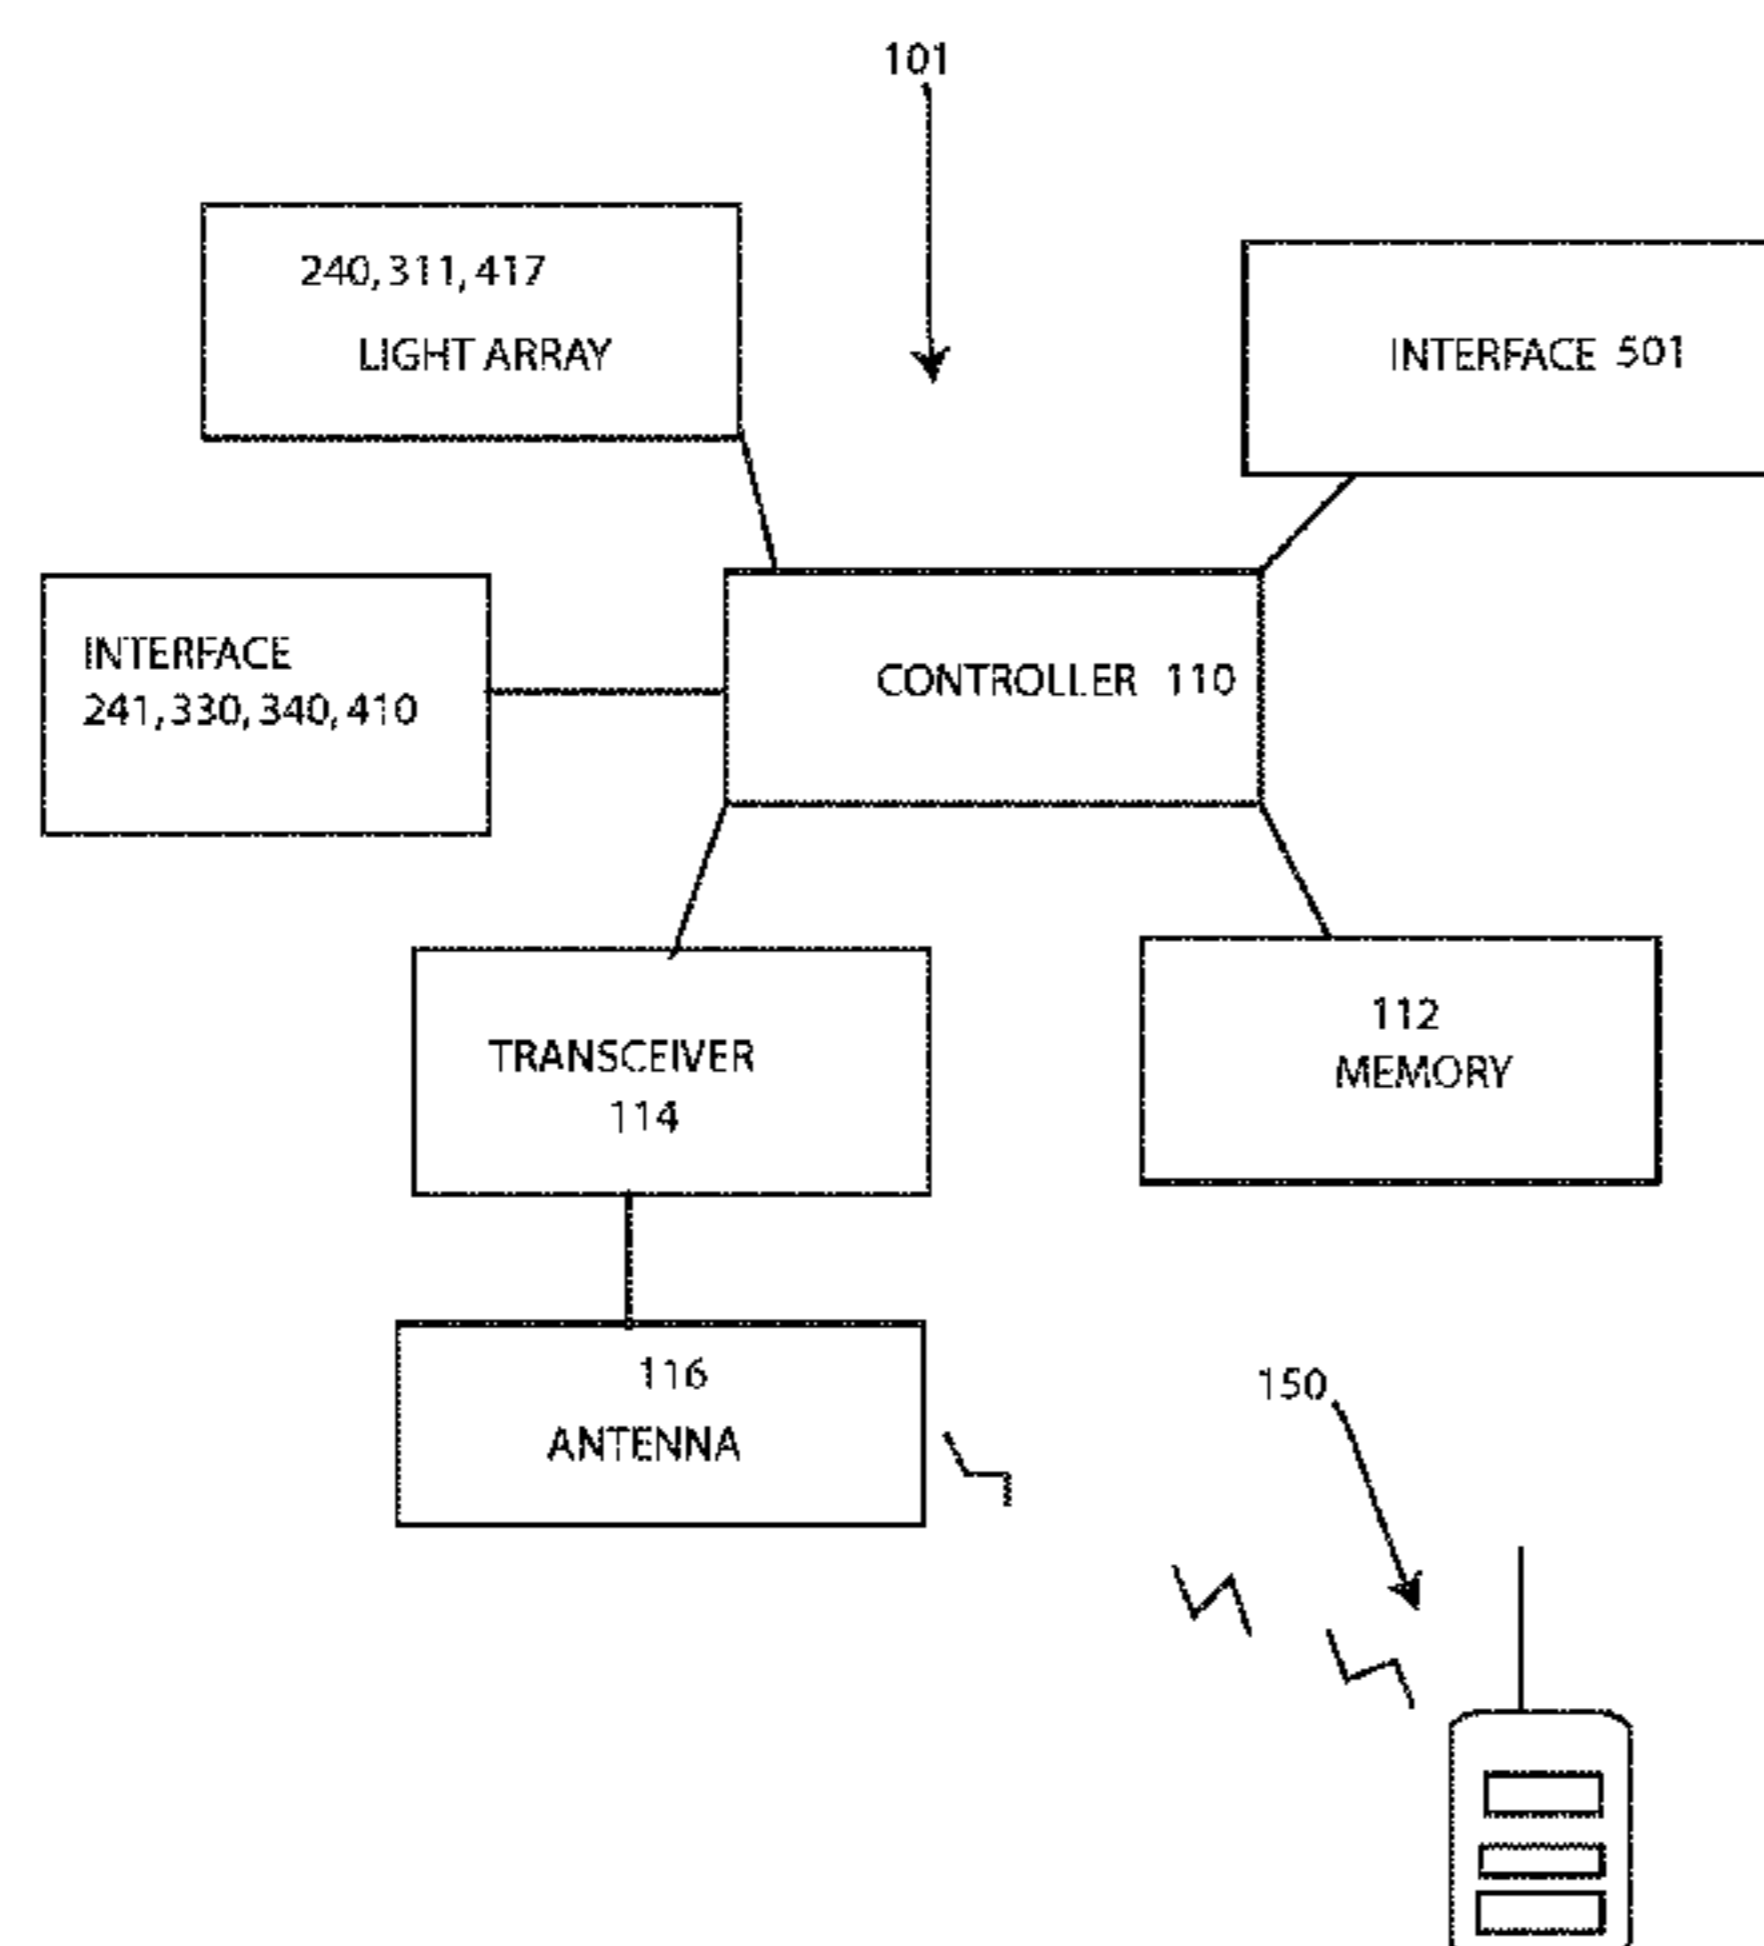 101
240, 311, 417
LIGHT ARRAY
INTERFACE 501
INTERFACE
241, 330, 340, 410
CONTROLLER 110
TRANSCEIVER
114
112
MEMORY
116
ANTENNA
150